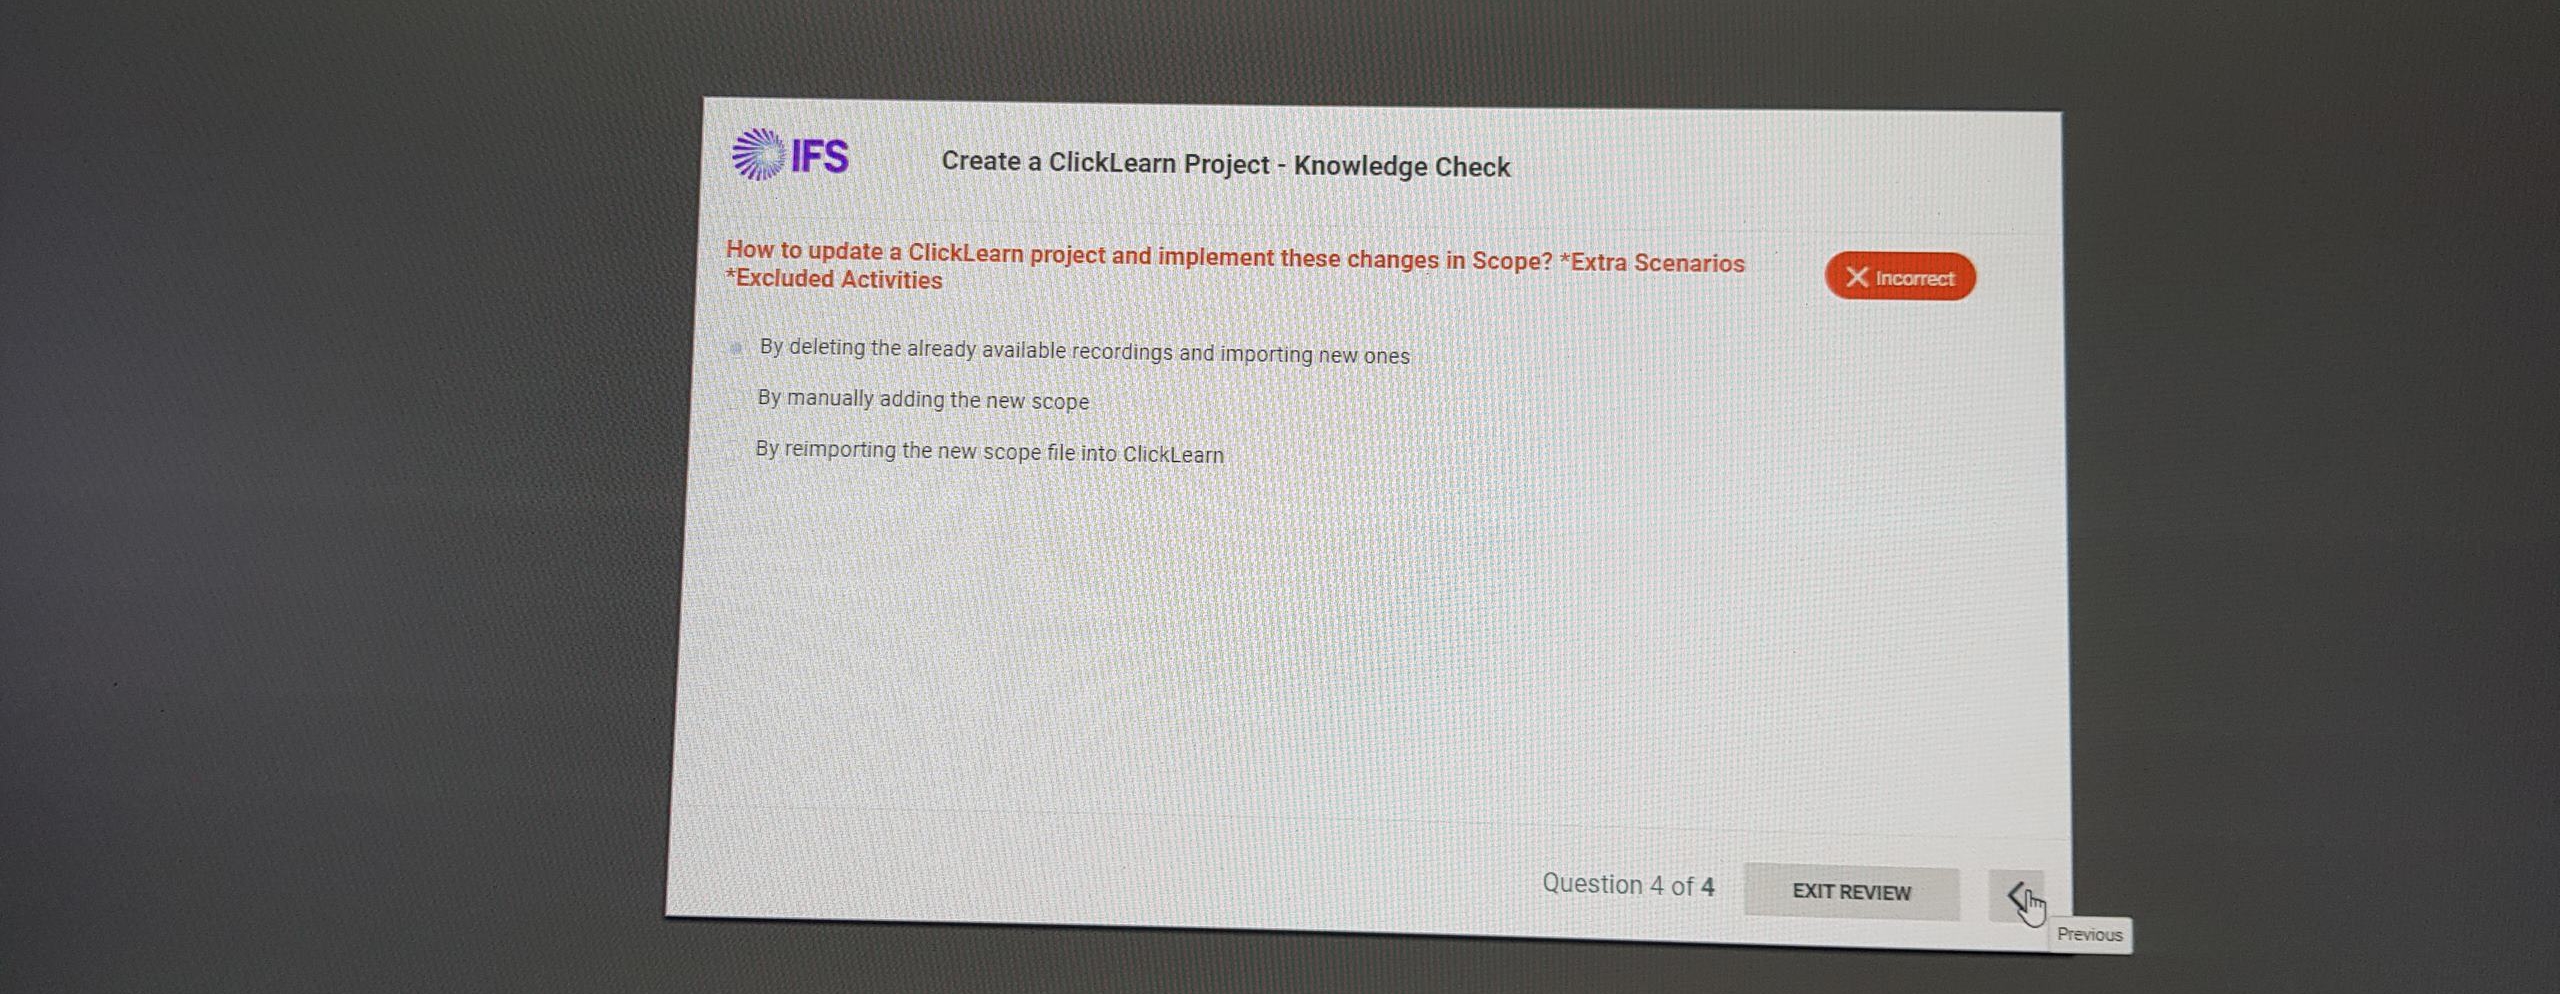 IFS
Create a ClickLearn Project - Knowledge Check
How to update a ClickLearn project and implement these changes in Scope? *Extra Scenarios
*Excluded Activities
Incorrect
By deleting the already available recordings and importing new ones
By manually adding the new scope
By reimporting the new scope file into ClickLearn
Question 4 of 4
EXIT REVIEW
Previous